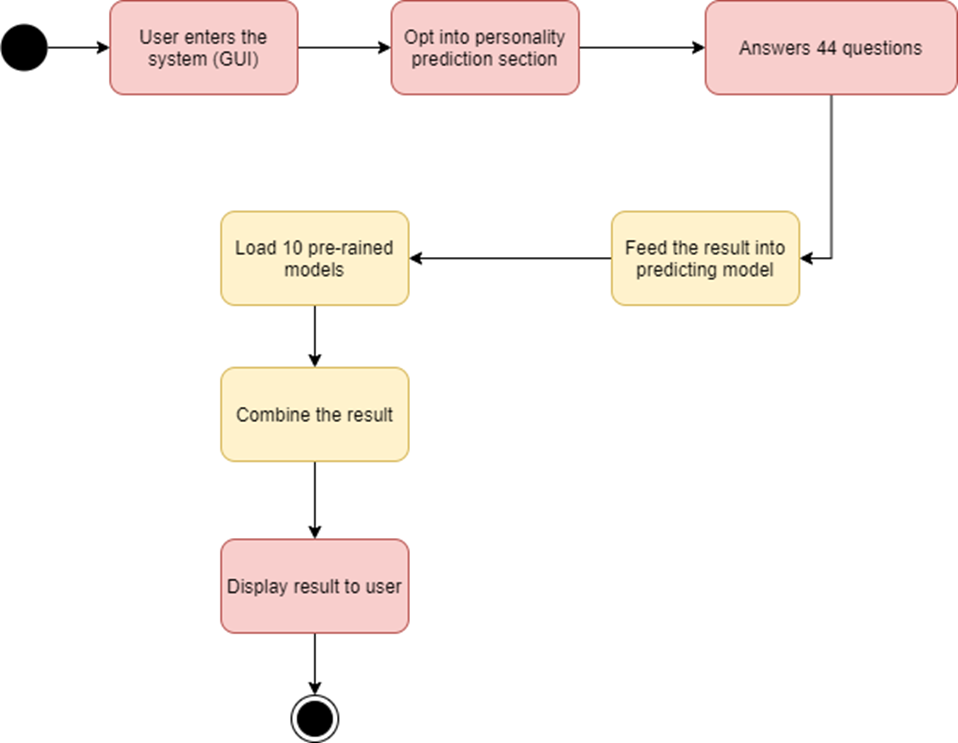 User enters the
system (GUI)
Opt into personality
prediction section
Answers 44 questions
Load 10 pre-rained
models
Feed the result into
predicting model
Combine the result
Display result to user